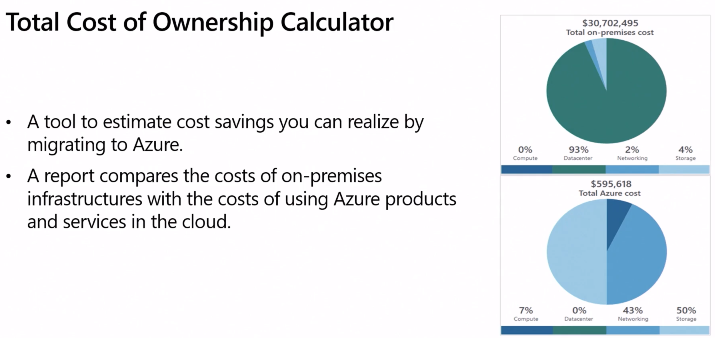 Total Cost of Ownership Calculator
• A tool to estimate cost savings you can realize by
migrating to Azure.
• A report compares the costs of on-premises
infrastructures with the costs of using Azure products
and services in the cloud.
$30,702,495
Total on-premises cost
0% 93% 2% 4%
Compute Datacenter Networking Storage
$595,618
Total Azure cost
7% 0% 43% 50%
Compute Datacenter Networking Storage